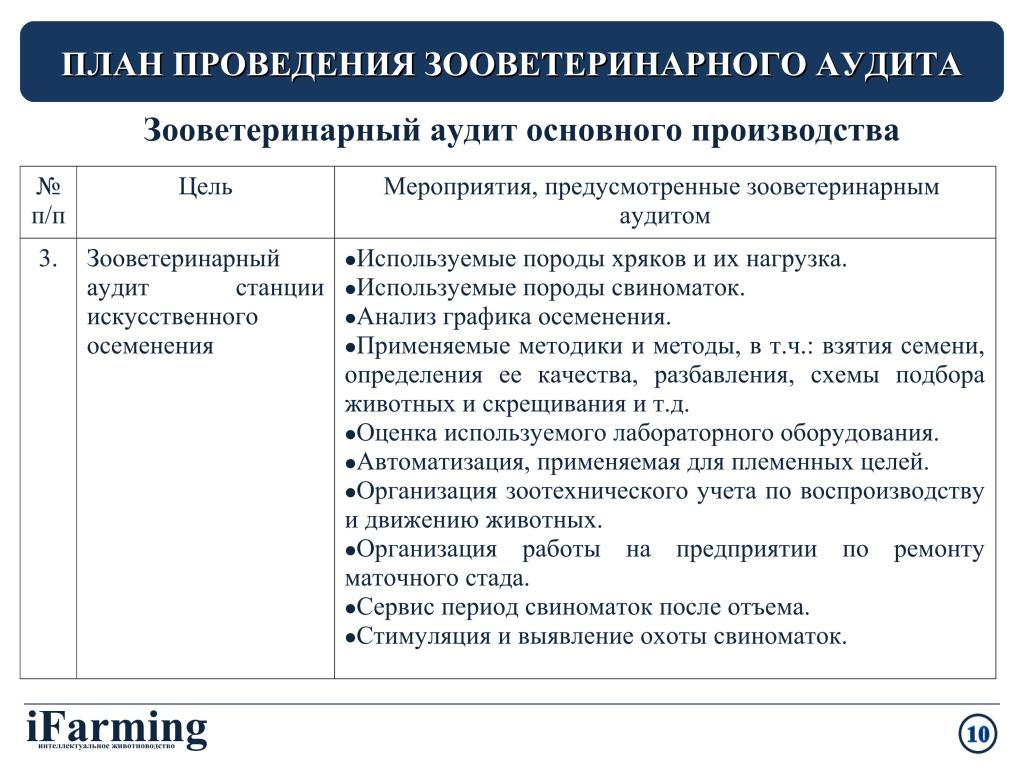 ПЛАН ПРОВЕДЕНИЯ ЗООВЕТЕРИНАРНОГО АУДИТА
Зооветеринарный аудит основного производства
№ п/п
Цель
Мероприятия, предусмотренные зооветеринарным
аудитом
3.
Зооветеринарный
аудит станции
искусственного
осеменения
●Используемые породы хряков и их нагрузка.
●Используемые породы свиноматок.
●Анализ графика осеменения.
●Применяемые методики и методы, в т.ч.: взятия семени,
определения ее качества, разбавления, схемы подбора
животных и скрещивания и т.д.
●Оценка используемого лабораторного оборудования.
●Автоматизация, применяемая для племенных целей.
●Организация зоотехнического учета по воспроизводству
и движению животных.
●Организация работы на предприятии по ремонту
маточного стада.
●Сервис период свиноматок после отъема.
●Стимуляция и выявление охоты свиноматок.
iFarming
интеллектуальное животноводство
10